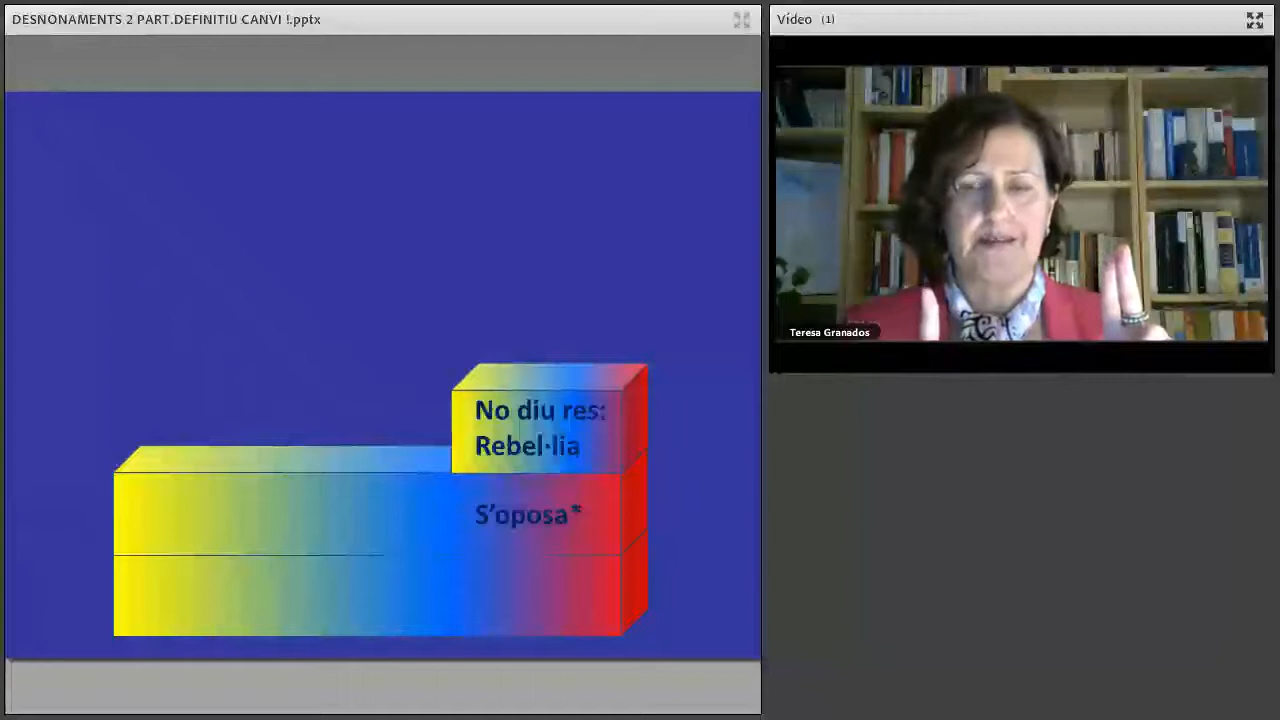 DESNONAMENTS 2 PART.DEFINITIU CANVI !.pptx
Vídeo (1)
Teresa Granados
No diu res:
Rebel·lia
S'oposa*